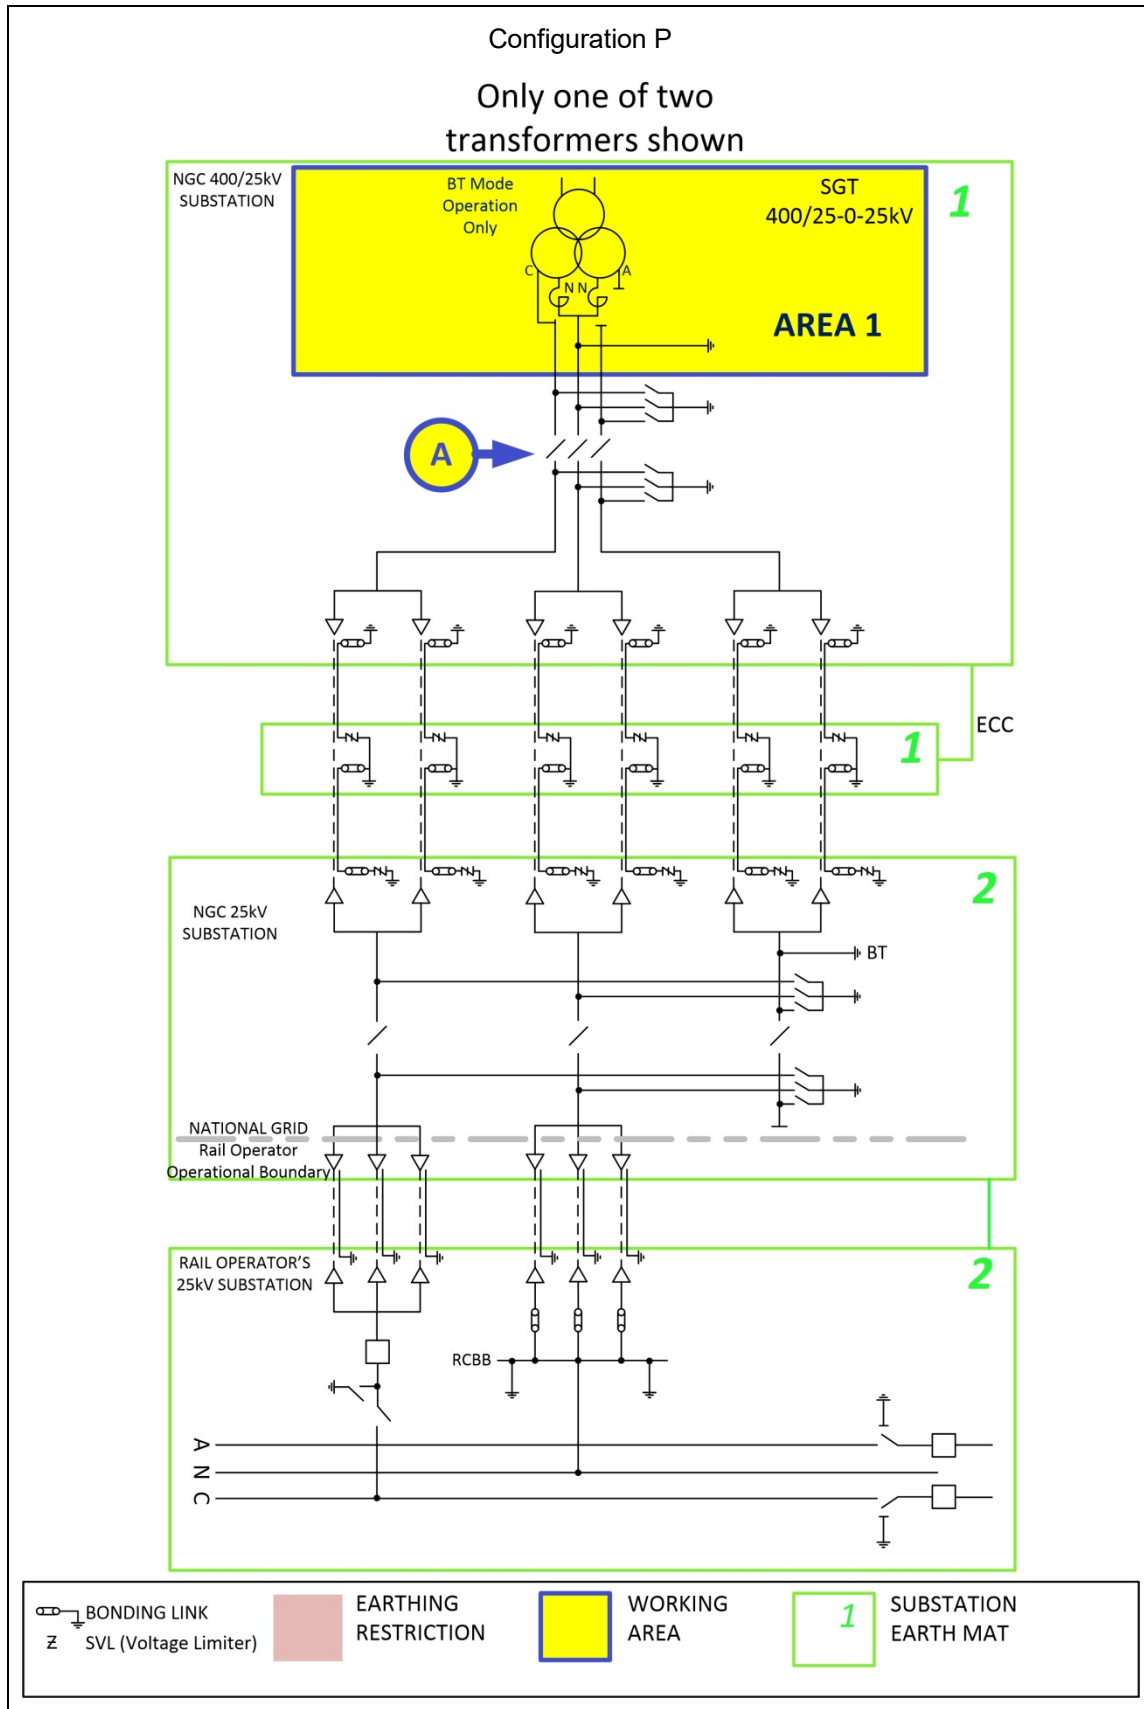 Configuration P
Only one of two
transformers shown
NGC 400/25kV
SUBSTATION
BT Mode
Operation
Only
SGT
400/25-0-25kV
1
C
A
N N
AREA 1
A
ECC
1
2
NGC 25kV
SUBSTATION
BT
NATIONAL GRID
Rail Operator
Operational Boundary
RAIL OPERATOR'S
25kV SUBSTATION
2
RCBB
A
N
C
BONDING LINK
SVL (Voltage Limiter)
EARTHING
RESTRICTION
WORKING
AREA
1
SUBSTATION
EARTH MAT